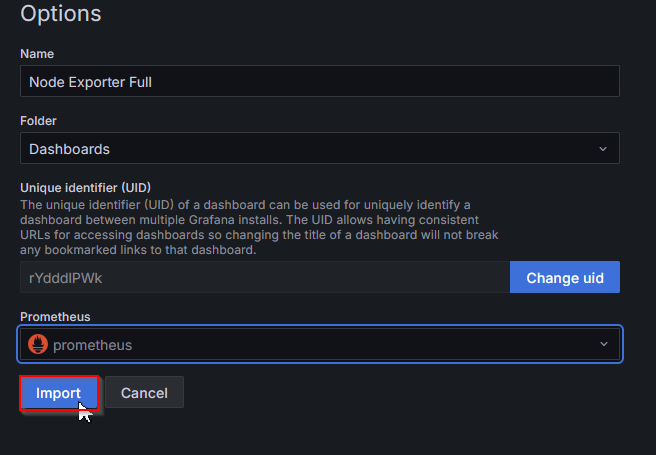 Options
Name
Node Exporter Full
Folder
Dashboards
Unique identifier (UID)
The unique identifier (UID) of a dashboard can be used for uniquely identify a
dashboard between multiple Grafana installs. The UID allows having consistent
URLs for accessing dashboards so changing the title of a dashboard will not break
any bookmarked links to that dashboard.
rYdddlPWk Change uid
Prometheus
prometheus
Import Cancel